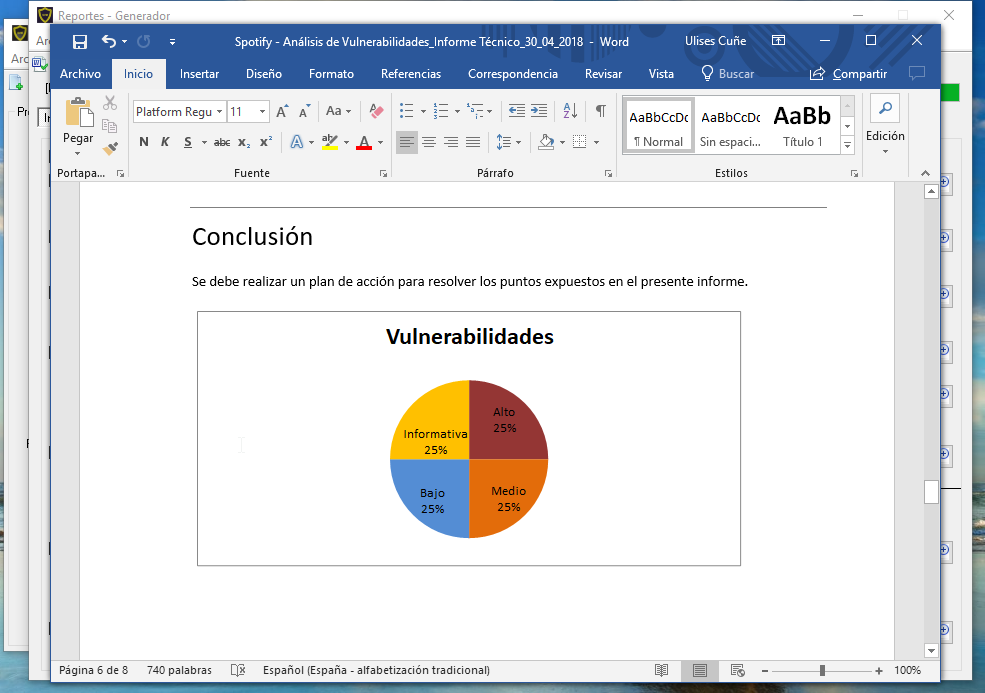 Reportes - Generador
Spotify - Análisis de Vulnerabilidades_Informe Técnico_30_04_2018 - Word
Ulises Cuñe
Archivo Inicio Insertar Diseño Formato Referencias Correspondencia Revisar Vista Buscar Compartir
Pegar
Platform Regu 11 A A Aa
N K S abc x₂ x² A aby A
AaBbCcDc AaBbCcDc AaBb
¶ Normal Sin espaci... Título 1
Edición
Portapa... Fuente Párrafo Estilos
Conclusión
Se debe realizar un plan de acción para resolver los puntos expuestos en el presente informe.
Vulnerabilidades
Alto
25%
Informativa
25%
Bajo
25%
Medio
25%
Página 6 de 8 740 palabras Español (España - alfabetización tradicional) 100%